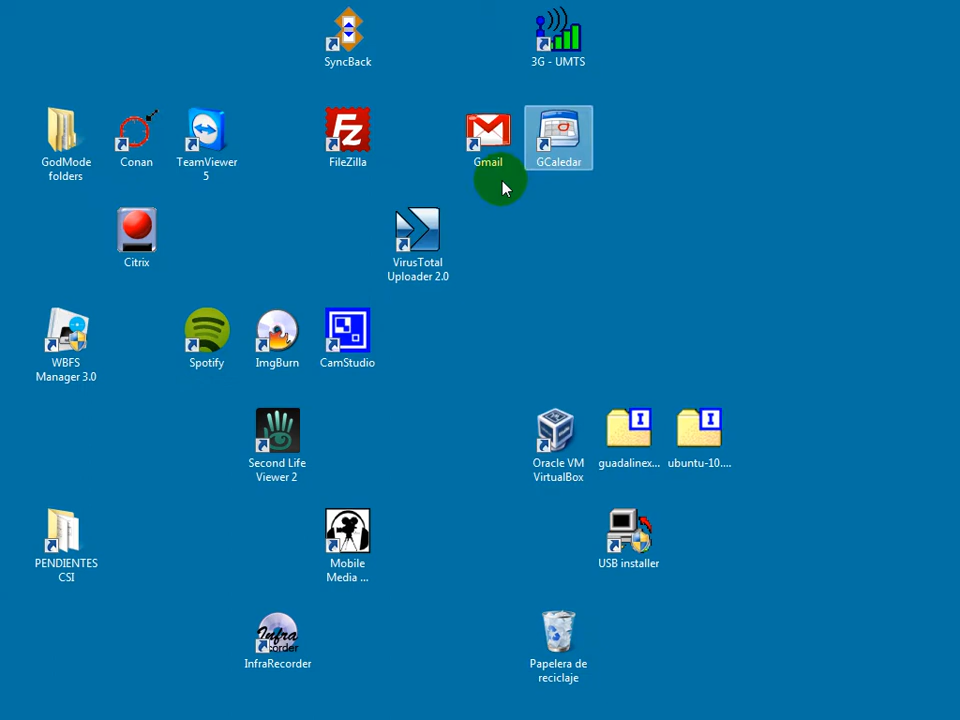 SyncBack
3G - UMTS
GodMode
folders
Conan
TeamViewer
5
FileZilla
Gmail
GCaledar
Citrix
VirusTotal
Uploader 2.0
WBFS
Manager 3.0
Spotify
ImgBurn
CamStudio
Second Life
Viewer 2
Oracle VM
VirtualBox
guadalinex...
ubuntu-10....
PENDIENTES
CSI
Mobile
Media ...
USB installer
Infra
corder
InfraRecorder
Papelera de
reciclaje